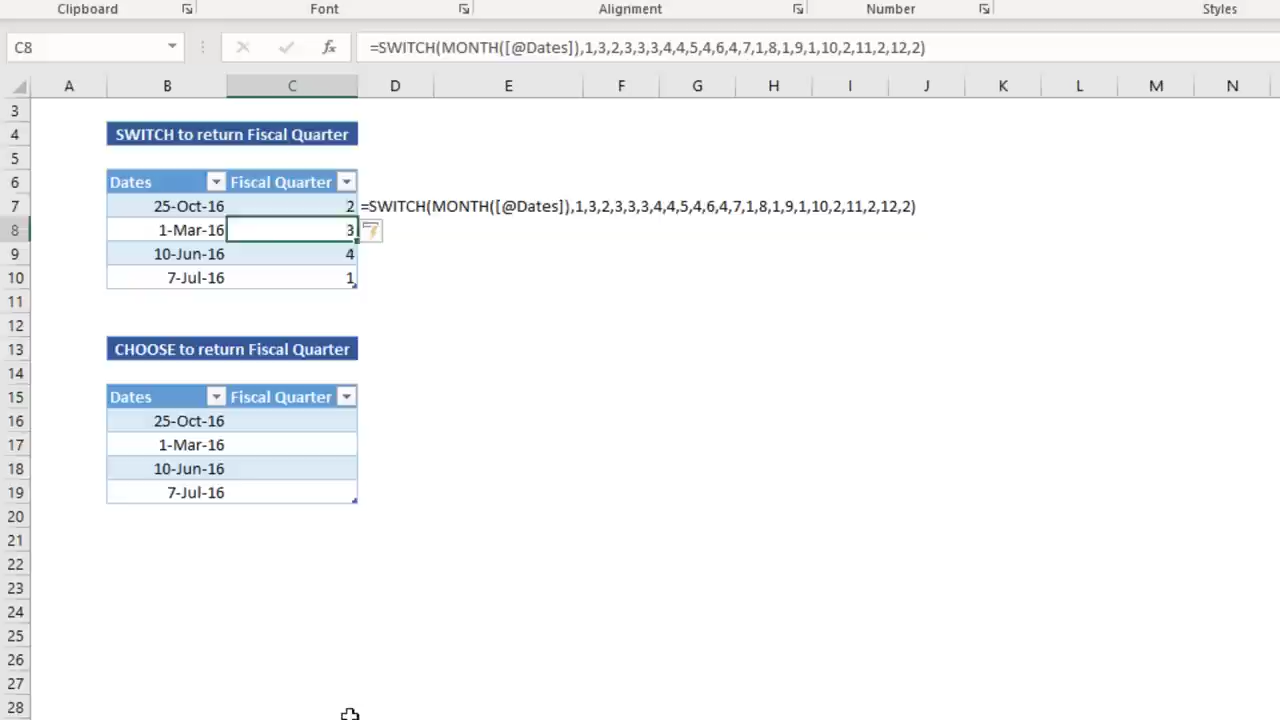 Clipboard Font Alignment Number Styles
C8 fx =SWITCH(MONTH([@Dates]),1,3,2,3,3,3,4,4,5,4,6,4,7,1,8,1,9,1,10,2,11,2,12,2)
A B C D E F G H I J K L M N
3
4 SWITCH to return Fiscal Quarter
5
6 Dates Fiscal Quarter
7 25-Oct-16 2 =SWITCH(MONTH([@Dates]),1,3,2,3,3,3,4,4,5,4,6,4,7,1,8,1,9,1,10,2,11,2,12,2)
8 1-Mar-16 3
9 10-Jun-16 4
10 7-Jul-16 1
11
12
13 CHOOSE to return Fiscal Quarter
14
15 Dates Fiscal Quarter
16 25-Oct-16
17 1-Mar-16
18 10-Jun-16
19 7-Jul-16
20
21
22
23
24
25
26
27
28